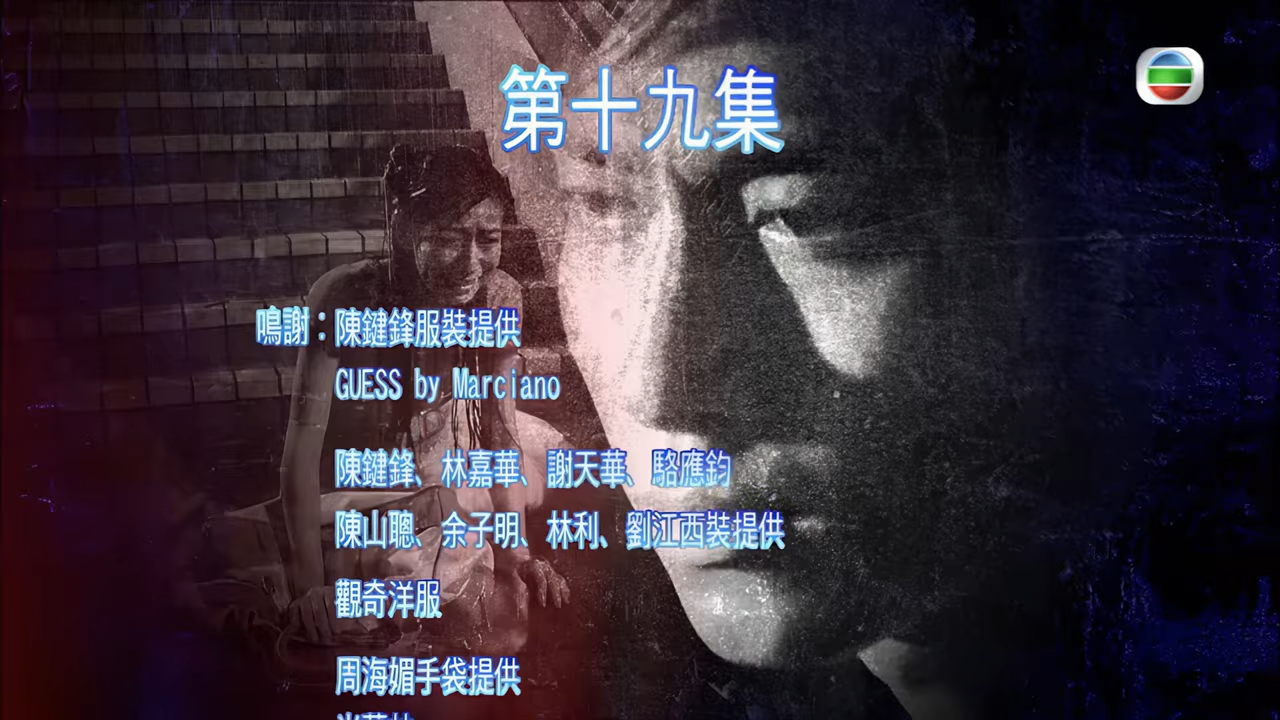 第十九集
鳴謝：陳鍵鋒服裝提供
GUESS by Marciano
陳鍵鋒、林嘉華、謝天華、駱應鈞
陳山聰、余子明、林利、劉江西裝提供
觀奇洋服
周海媚手袋提供